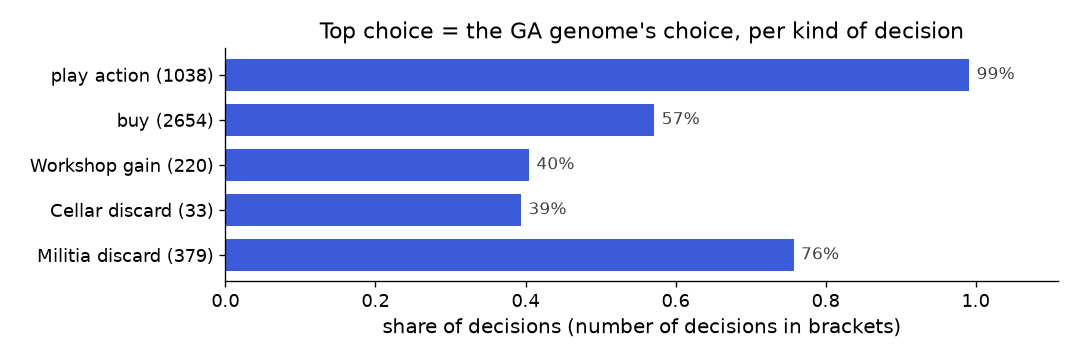 Top choice = the GA genome's choice, per kind of decision
play action (1038)
99%
buy (2654)
57%
Workshop gain (220)
40%
Cellar discard (33)
39%
Militia discard (379)
76%
0.0 0.2 0.4 0.6 0.8 1.0
share of decisions (number of decisions in brackets)